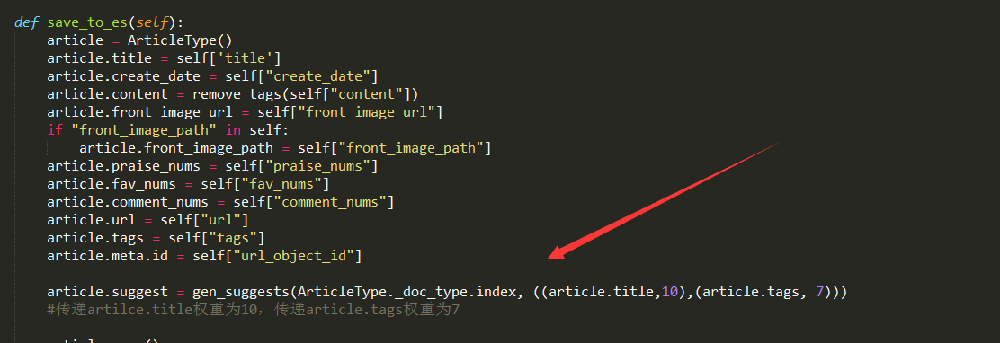 def save_to_es(self):
article = ArticleType()
article.title = self['title']
article.create_date = self["create_date"]
article.content = remove_tags(self["content"])
article.front_image_url = self["front_image_url"]
if "front_image_path" in self:
article.front_image_path = self["front_image_path"]
article.praise_nums = self["praise_nums"]
article.fav_nums = self["fav_nums"]
article.comment_nums = self["comment_nums"]
article.url = self["url"]
article.tags = self["tags"]
article.meta.id = self["url_object_id"]
article.suggest = gen_suggests(ArticleType._doc_type.index, ((article.title,10),(article.tags, 7)))
#传递artilce.title权重为10，传递article.tags权重为7